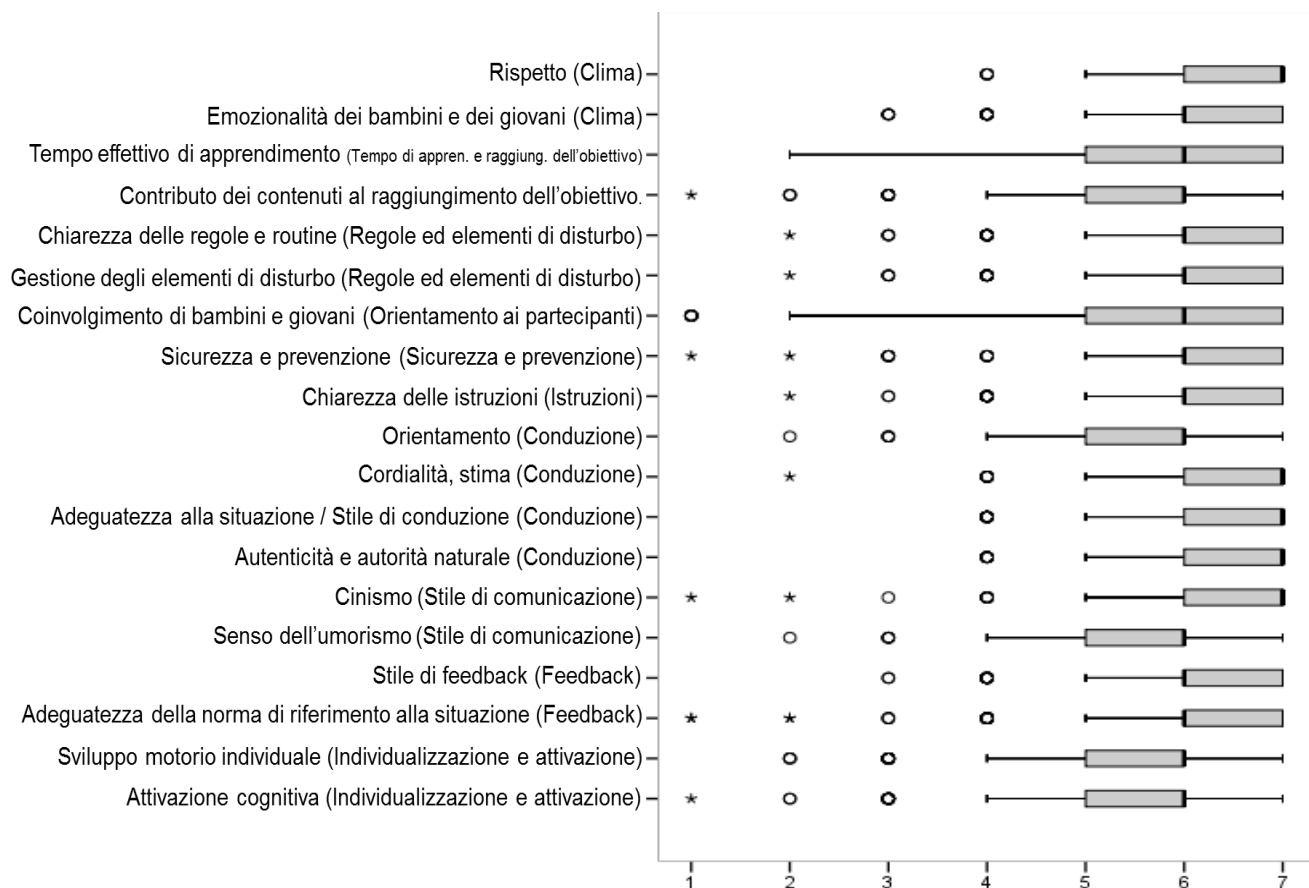 Rispetto (Clima)
Emozionalità dei bambini e dei giovani (Clima)
Tempo effettivo di apprendimento (Tempo di appren. e raggiung. dell'obiettivo)
Contributo dei contenuti al raggiungimento dell'obiettivo.
Chiarezza delle regole e routine (Regole ed elementi di disturbo)
Gestione degli elementi di disturbo (Regole ed elementi di disturbo)
Coinvolgimento di bambini e giovani (Orientamento ai partecipanti)
Sicurezza e prevenzione (Sicurezza e prevenzione)
Chiarezza delle istruzioni (Istruzioni)
Orientamento (Conduzione)
Cordialità, stima (Conduzione)
Adeguatezza alla situazione / Stile di conduzione (Conduzione)
Autenticità e autorità naturale (Conduzione)
Cinismo (Stile di comunicazione)
Senso dell'umorismo (Stile di comunicazione)
Stile di feedback (Feedback)
Adeguatezza della norma di riferimento alla situazione (Feedback)
Sviluppo motorio individuale (Individualizzazione e attivazione)
Attivazione cognitiva (Individualizzazione e attivazione)
1 2 3 4 5 6 7